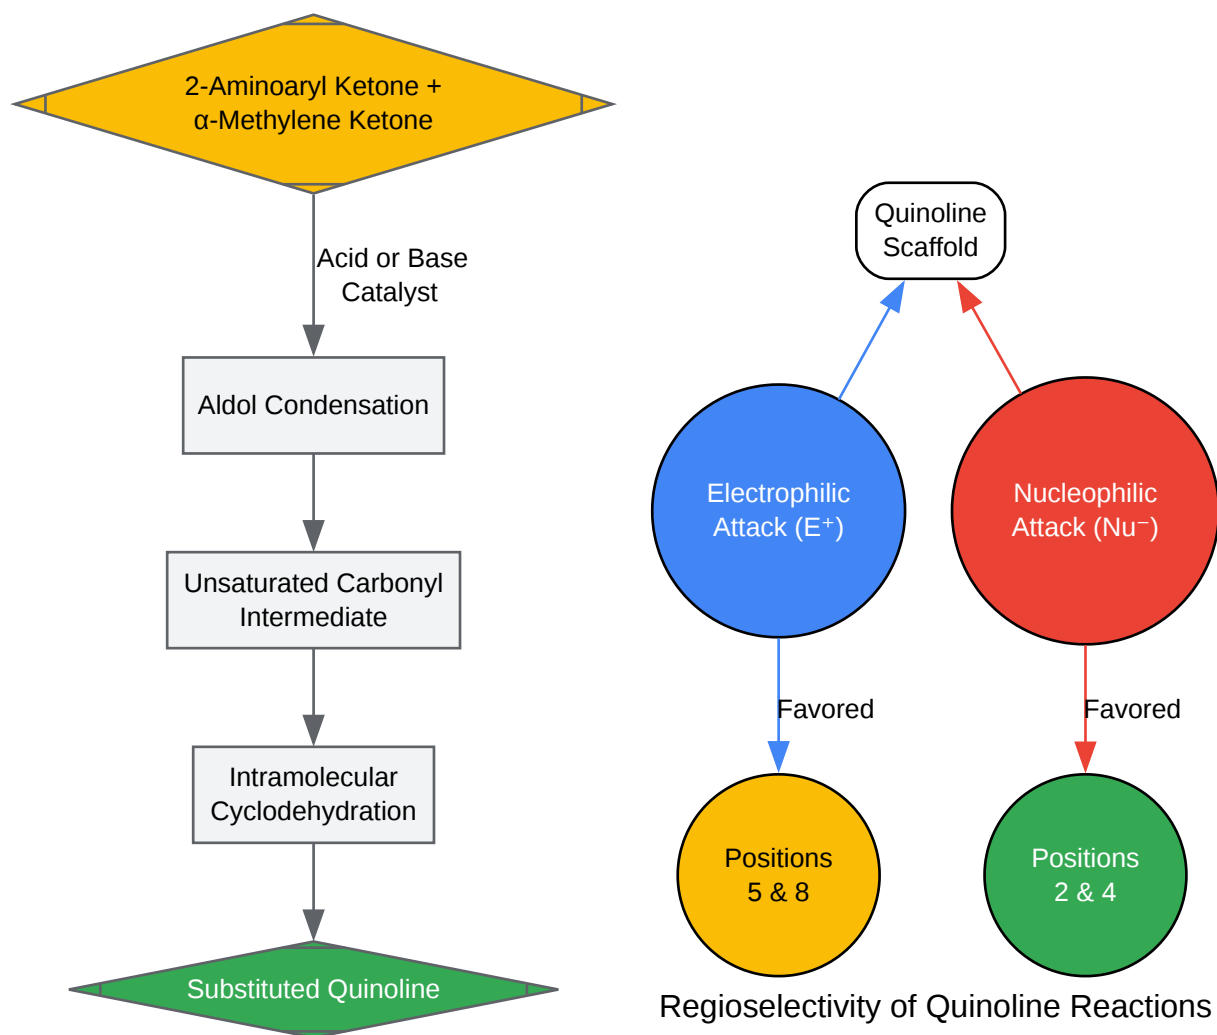 2-Aminoaryl Ketone +
α-Methylene Ketone
Acid or Base
Catalyst
Aldol Condensation
Unsaturated Carbonyl
Intermediate
Intramolecular
Cyclodehydration
Substituted Quinoline
Quinoline
Scaffold
Electrophilic
Attack (E⁺)
Nucleophilic
Attack (Nu⁻)
Favored
Favored
Positions
5 & 8
Positions
2 & 4
Regioselectivity of Quinoline Reactions